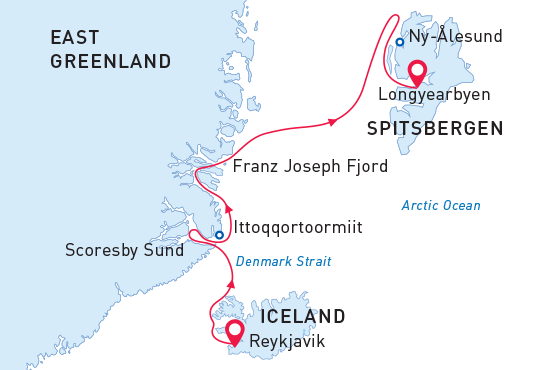 EAST
GREENLAND
Ny-Ålesund
Longyearbyen
SPITSBERGEN
Franz Joseph Fjord
Arctic Ocean
Ittoqqortoormiit
Scoresby Sund
Denmark Strait
ICELAND
Reykjavik